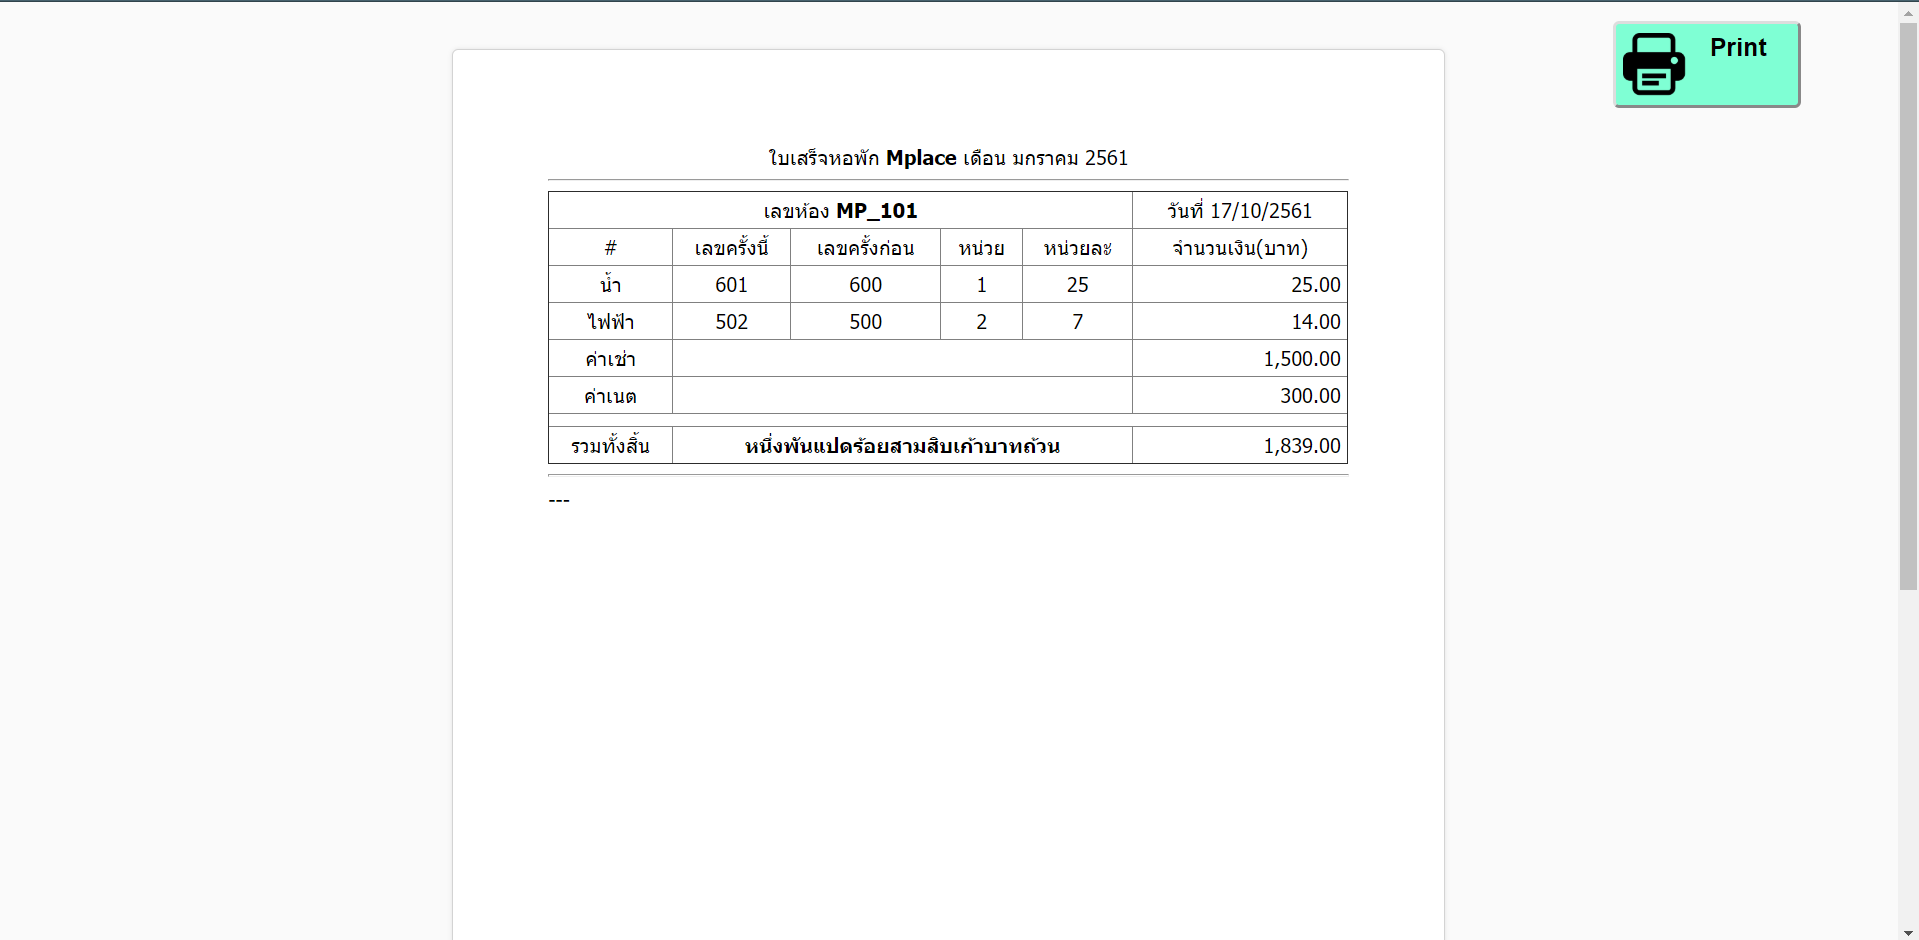 Print
ใบเสร็จหอพัก Mplace เดือน มกราคม 2561
เลขห้อง MP_101 วันที่ 17/10/2561
# เลขครั้งนี้ เลขครั้งก่อน หน่วย หน่วยละ จำนวนเงิน(บาท)
น้ำ 601 600 1 25 25.00
ไฟฟ้า 502 500 2 7 14.00
ค่าเช่า 1,500.00
ค่าเนต 300.00
รวมทั้งสิ้น หนึ่งพันแปดร้อยสามสิบเก้าบาทถ้วน 1,839.00
---